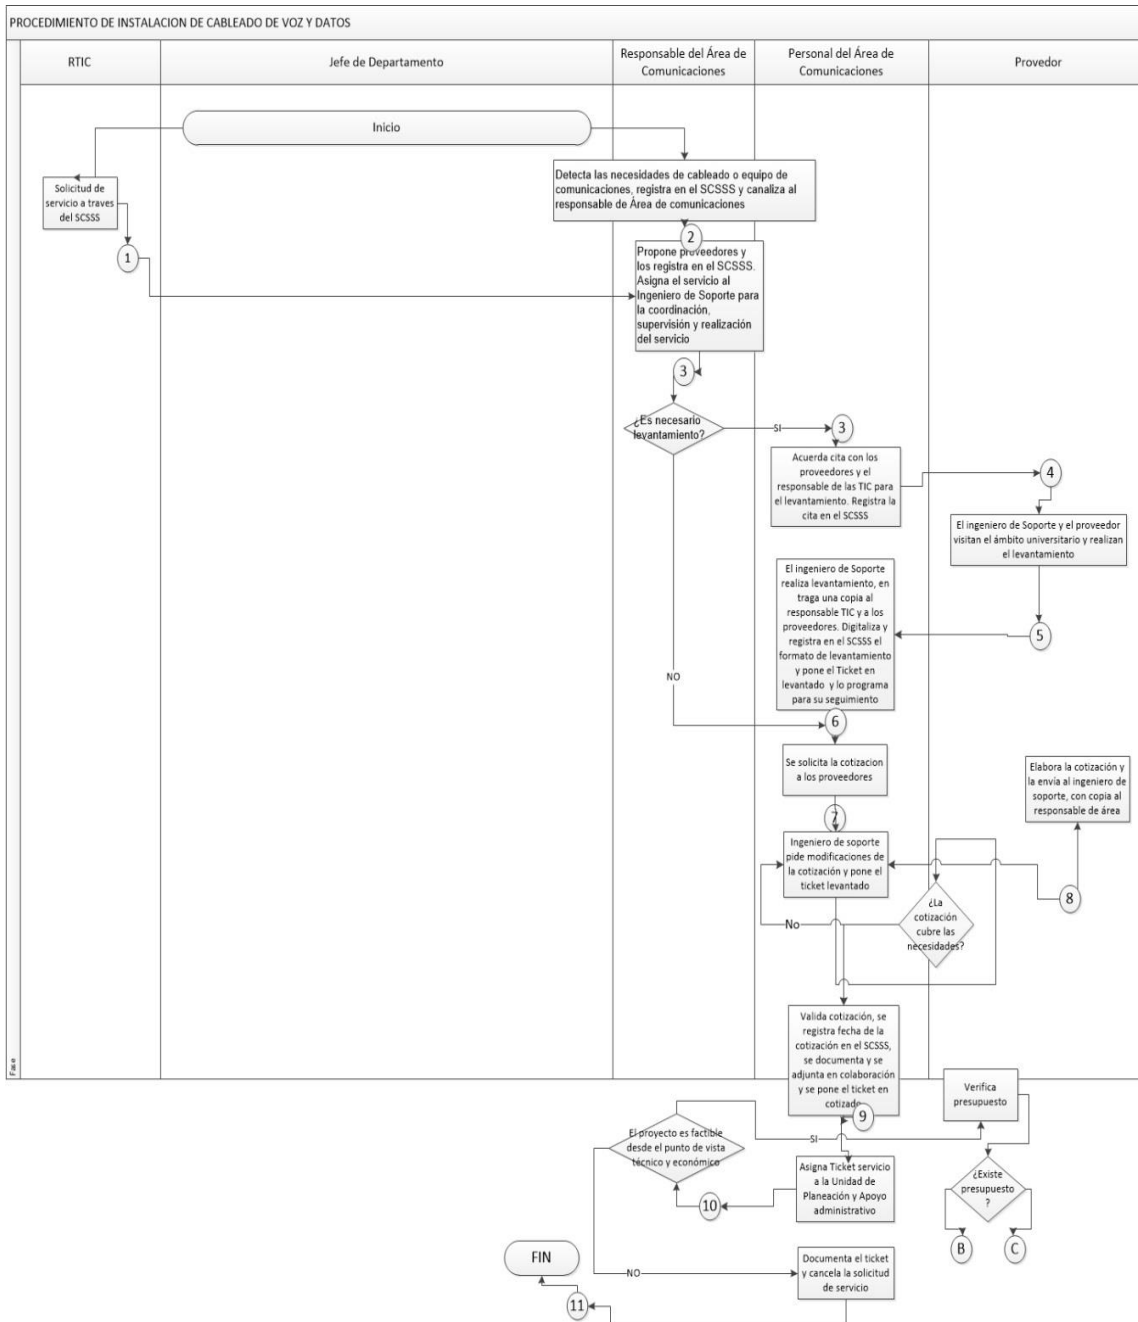 PROCEDIMIENTO DE INSTALACION DE CABLEADO DE VOZ Y DATOS
RTIC
Jefe de Departamento
Responsable del Área de
Comunicaciones
Personal del Área de
Comunicaciones
Provedor
Inicio
Solicitud de
servicio a traves
del SCSSS
1
Detecta las necesidades de cableado o equipo de
comunicaciones, registra en el SCSSS y canaliza al
responsable de Área de comunicaciones
2
Propone proveedores y
los registra en el SCSSS.
Asigna el servicio al
Ingeniero de Soporte para
la coordinación,
supervisión y realización
del servicio
3
¿Es necesario
levantamiento?
SI
3
Acuerda cita con los
proveedores y el
responsable de las TIC para
el levantamiento. Registra la
cita en el SCSSS
4
El ingeniero de Soporte y el proveedor
visitan el ámbito universitario y realizan
el levantamiento
5
El ingeniero de Soporte
realiza levantamiento, en
traga una copia al
responsable TIC y a los
proveedores. Digitaliza y
registra en el SCSSS el
formato de levantamiento
y pone el Ticket en
levantado y lo programa
para su seguimiento
NO
6
Se solicita la cotizacion
a los proveedores
Elabora la cotización y
la envía al ingeniero de
soporte, con copia al
responsable de área
7
Ingeniero de soporte
pide modificaciones de
la cotización y pone el
ticket levantado
8
¿La
cotización
cubre las
necesidades?
No
Valida cotización, se
registra fecha de la
cotización en el SCSSS,
se documenta y se
adjunta en colaboración
y se pone el ticket en
cotizado
Fase
9
Verifica
presupuesto
El proyecto es factible
desde el punto de vista
técnico y económico
SI
Asigna Ticket servicio
a la Unidad de
Planeación y Apoyo
administrativo
10
¿Existe
presupuesto
?
B
C
FIN
NO
Documenta el ticket
y cancela la solicitud
de servicio
11